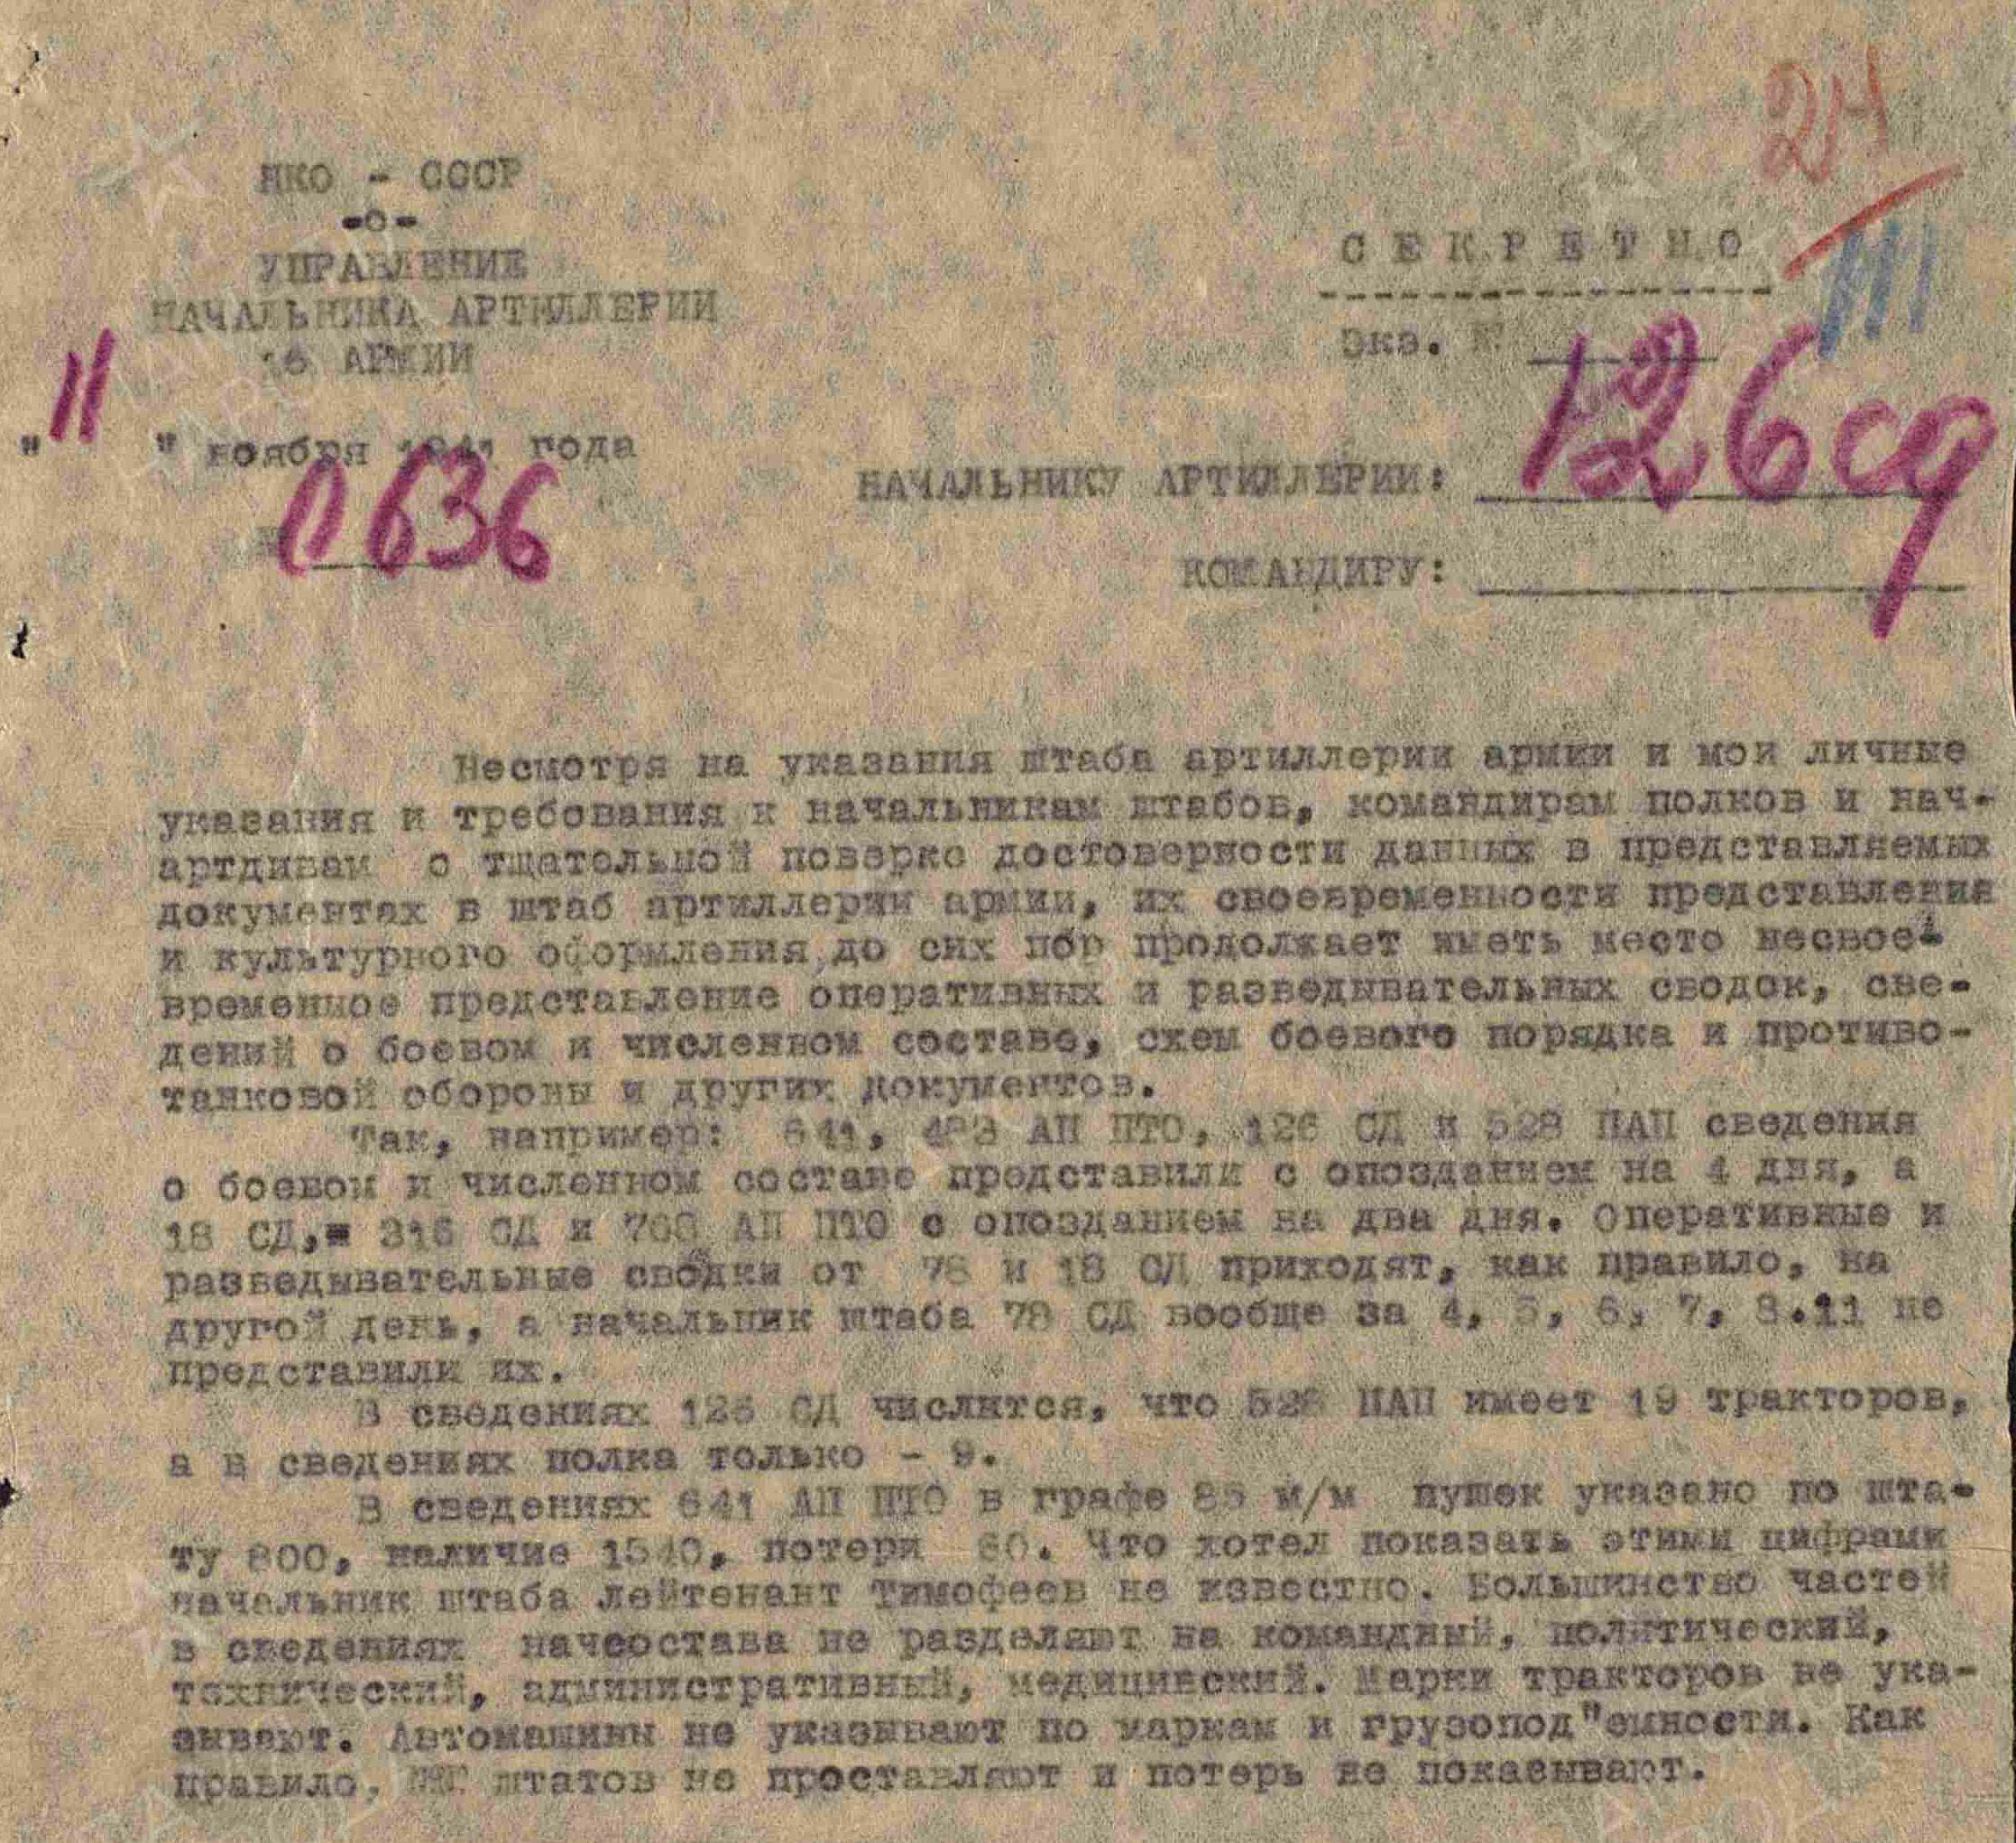 24
НКО - СССР
-о-
УПРАВЛЕНИЕ
НАЧАЛЬНИКА АРТИЛЛЕРИИ
16 АРМИИ
СЕКРЕТНО
Экз. №
"11" ноября 1941 года
0636
НАЧАЛЬНИКУ АРТИЛЛЕРИИ: 126 сд
КОМАНДИРУ:
Несмотря на указания штаба артиллерии армии и мои личные
указания и требования к начальникам штабов, командирам полков и нач-
артдивам о тщательной поверке достоверности данных в представляемых
документах в штаб артиллерии армии, их своевременности представления
и культурного оформления, до сих пор продолжает иметь место несвое-
временное представление оперативных и разведывательных сводок, све-
дений о боевом и численном составе, схем боевого порядка и противо-
танковой обороны и других документов.
Так, например: 641, 483 АП ПТО, 126 СД и 528 ПАП сведения
о боевом и численном составе представили с опозданием на 4 дня, а
18 СД, 316 СД и 768 АП ПТО с опозданием на два дня. Оперативные и
разведывательные сводки от 78 и 18 СД приходят, как правило, на
другой день, а начальник штаба 78 СД вообще за 4, 5, 6, 7, 8.11 не
представили их.
В сведениях 126 СД числится, что 528 ПАП имеет 19 тракторов,
а в сведениях полка только - 9.
В сведениях 641 АП ПТО в графе 85 м/м пушек указано по шта-
ту 800, наличие 1540, потери 60. Что хотел показать этими цифрами
начальник штаба лейтенант Тимофеев не известно. Большинство частей
в сведениях начсостава не разделяют на командный, политический,
технический, административный, медицинский. Марки тракторов не ука-
зывают. Автомашины не указывают по маркам и грузопод"емности. Как
правило, штатов не проставляют и потерь не показывают.